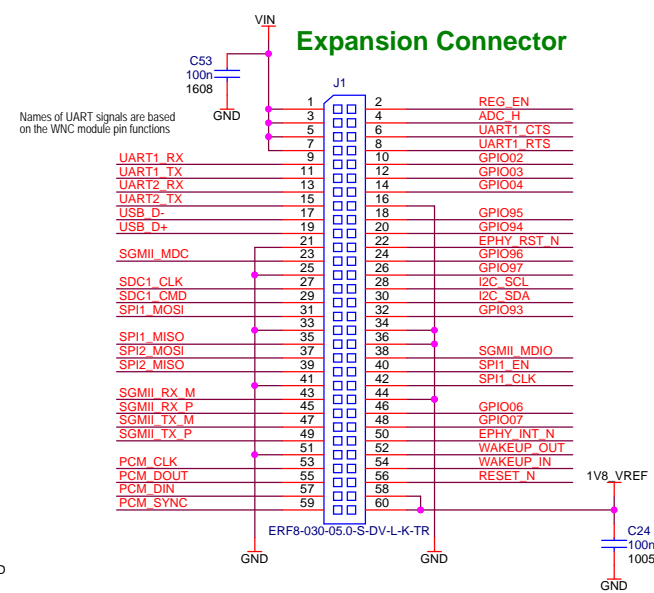 VIN
Expansion Connector
C53
100n
1608
GND
J1
Names of UART signals are based
on the WNC module pin functions
1 2 REG_EN
3 4 ADC_H
5 6 UART1_CTS
7 8 UART1_RTS
UART1_RX 9 10 GPIO02
UART1_TX 11 12 GPIO03
UART2_RX 13 14 GPIO04
UART2_TX 15 16
USB_D- 17 18 GPIO95
USB_D+ 19 20 GPIO94
21 22 EPHY_RST_N
SGMII_MDC 23 24 GPIO96
25 26 GPIO97
SDC1_CLK 27 28 I2C_SCL
SDC1_CMD 29 30 I2C_SDA
SPI1_MOSI 31 32 GPIO93
33 34
SPI1_MISO 35 36
SPI2_MOSI 37 38 SGMII_MDIO
SPI2_MISO 39 40 SPI1_EN
41 42 SPI1_CLK
SGMII_RX_M 43 44
SGMII_RX_P 45 46 GPIO06
SGMII_TX_M 47 48 GPIO07
SGMII_TX_P 49 50 EPHY_INT_N
51 52 WAKEUP_OUT
PCM_CLK 53 54 WAKEUP_IN
PCM_DOUT 55 56 RESET_N
PCM_DIN 57 58
PCM_SYNC 59 60
1V8_VREF
ERF8-030-05.0-S-DV-L-K-TR
C24
100n
1005
GND
GND
GND
D